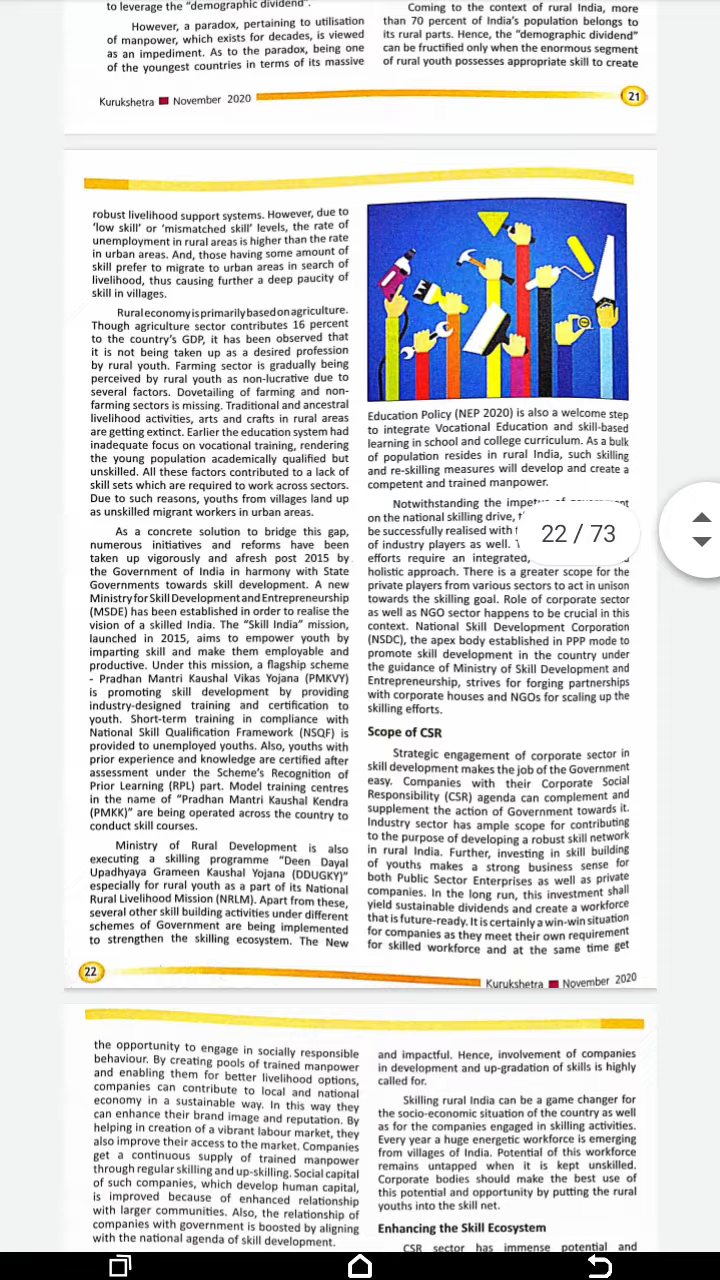 to leverage the "demographic dividend".
However, a paradox, pertaining to utilisation
of manpower, which exists for decades, is viewed
as an impediment. As to the paradox, being one
of the youngest countries in terms of its massive
Coming to the context of rural India, more
than 70 percent of India's population belongs to
its rural parts. Hence, the "demographic dividend"
can be fructified only when the enormous segment
of rural youth possesses appropriate skill to create
Kurukshetra November 2020
21
robust livelihood support systems. However, due to
'low skill' or 'mismatched skill' levels, the rate of
unemployment in rural areas is higher than the rate
in urban areas. And, those having some amount of
skill prefer to migrate to urban areas in search of
livelihood, thus causing further a deep paucity of
skill in villages.
Rural economy is primarily based on agriculture.
Though agriculture sector contributes 16 percent
to the country's GDP, it has been observed that
it is not being taken up as a desired profession
by rural youth. Farming sector is gradually being
perceived by rural youth as non-lucrative due to
several factors. Dovetailing of farming and non-
farming sectors is missing. Traditional and ancestral
livelihood activities, arts and crafts in rural areas
are getting extinct. Earlier the education system had
inadequate focus on vocational training, rendering
the young population academically qualified but
unskilled. All these factors contributed to a lack of
skill sets which are required to work across sectors.
Due to such reasons, youths from villages land up
as unskilled migrant workers in urban areas.
As a concrete solution to bridge this gap,
numerous initiatives and reforms have been
taken up vigorously and afresh post 2015 by
the Government of India in harmony with State
Governments towards skill development. A new
Ministry for Skill Development and Entrepreneurship
(MSDE) has been established in order to realise the
vision of a skilled India. The "Skill India" mission,
launched in 2015, aims to empower youth by
imparting skill and make them employable and
productive. Under this mission, a flagship scheme
- Pradhan Mantri Kaushal Vikas Yojana (PMKVY)
is promoting skill development by providing
industry-designed training and certification to
youth. Short-term training in compliance with
National Skill Qualification Framework (NSQF) is
provided to unemployed youths. Also, youths with
prior experience and knowledge are certified after
assessment under the Scheme's Recognition of
Prior Learning (RPL) part. Model training centres
in the name of "Pradhan Mantri Kaushal Kendra
(PMKK)" are being operated across the country to
conduct skill courses.
Ministry of Rural Development is also
executing a skilling programme "Deen Dayal
Upadhyaya Grameen Kaushal Yojana (DDUGKY)"
especially for rural youth as a part of its National
Rural Livelihood Mission (NRLM). Apart from these,
several other skill building activities under different
schemes of Government are being implemented
to strengthen the skilling ecosystem. The New
Education Policy (NEP 2020) is also a welcome step
to integrate Vocational Education and skill-based
learning in school and college curriculum. As a bulk
of population resides in rural India, such skilling
and re-skilling measures will develop and create a
competent and trained manpower.
Notwithstanding the
on the national skilling drive,
be successfully realised with
of industry players as well.
efforts require an integrated,
22 / 73
holistic approach. There is a greater scope for the
private players from various sectors to act in unison
towards the skilling goal. Role of corporate sector
as well as NGO sector happens to be crucial in this
context. National Skill Development Corporation
(NSDC), the apex body established in PPP mode to
promote skill development in the country under
the guidance of Ministry of Skill Development and
Entrepreneurship, strives for forging partnerships
with corporate houses and NGOs for scaling up the
skilling efforts.
Scope of CSR
Strategic engagement of corporate sector in
skill development makes the job of the Government
easy. Companies with their Corporate Social
Responsibility (CSR) agenda can complement and
supplement the action of Government towards it.
Industry sector has ample scope for contributing
to the purpose of developing a robust skill network
in rural India. Further, investing in skill building
of youths makes a strong business sense for
both Public Sector Enterprises as well as private
companies. In the long run, this investment shall
yield sustainable dividends and create a workforce
that is future-ready. It is certainly a win-win situation
for companies as they meet their own requirement
for skilled workforce and at the same time get
22
Kurukshetra November 2020
the opportunity to engage in socially responsible
behaviour. By creating pools of trained manpower
and enabling them for better livelihood options,
companies can contribute to local and national
economy in a sustainable way. In this way they
can enhance their brand image and reputation. By
helping in creation of a vibrant labour market, they
also improve their access to the market. Companies
get a continuous supply of trained manpower
through regular skilling and up-skilling. Social capital
of such companies, which develop human capital,
is improved because of enhanced relationship
with larger communities. Also, the relationship of
companies with government is boosted by aligning
with the national agenda of skill development.
and impactful. Hence, involvement of companies
in development and up-gradation of skills is highly
called for.
Skilling rural India can be a game changer for
the socio-economic situation of the country as well
as for the companies engaged in skilling activities.
Every year a huge energetic workforce is emerging
from villages of India. Potential of this workforce
remains untapped when it is kept unskilled.
Corporate bodies should make the best use of
this potential and opportunity by putting the rural
youths into the skill net.
Enhancing the Skill Ecosystem
CSR sector has immense potential and